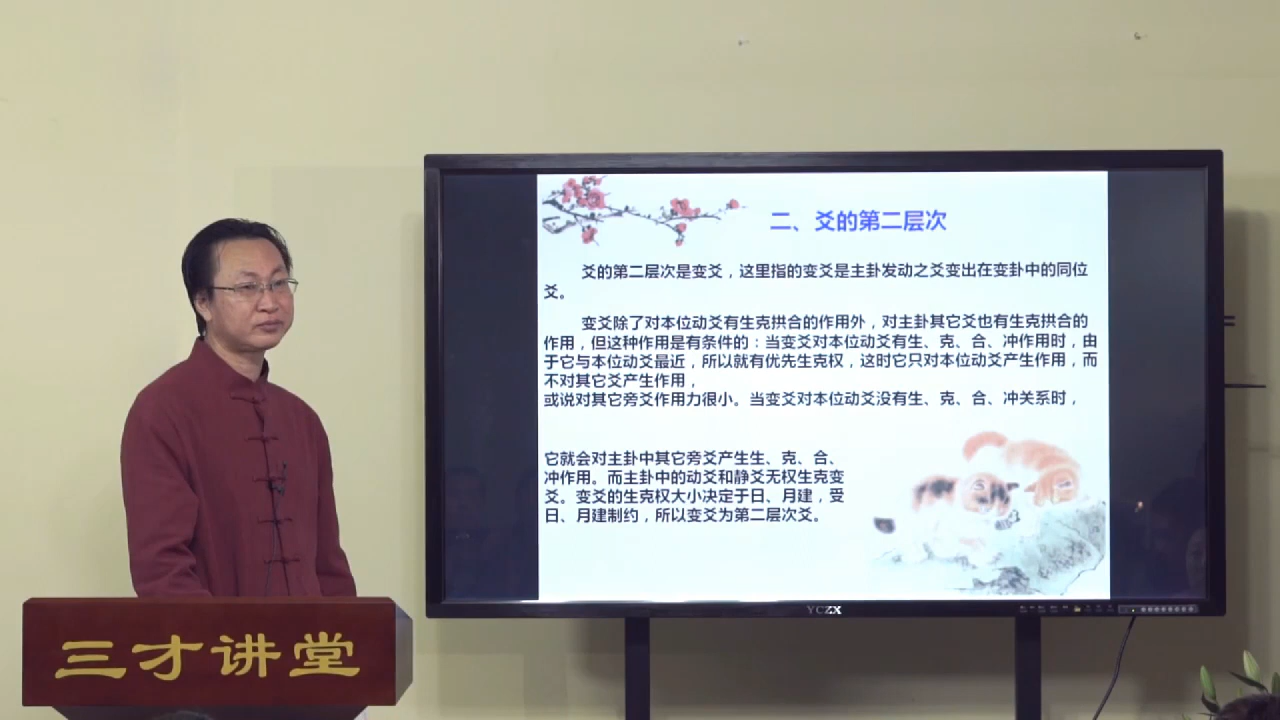 二、爻的第二层次
爻的第二层次是变爻，这里指的变爻是主卦发动之爻变出在变卦中的同位
爻。
变爻除了对本位动爻有生克拱合的作用外，对主卦其它爻也有生克拱合的
作用，但这种作用是有条件的：当变爻对本位动爻有生、克、合、冲作用时，由
于它与本位动爻最近，所以就有优先生克权，这时它只对本位动爻产生作用，而
不对其它爻产生作用，
或说对其它旁爻作用力很小。当变爻对本位动爻没有生、克、合、冲关系时，
它就会对主卦中其它旁爻产生生、克、合、
冲作用。而主卦中的动爻和静爻无权生克变
爻。变爻的生克权大小决定于日、月建，受
日、月建制约，所以变爻为第二层次爻。
YCZX
三才讲堂